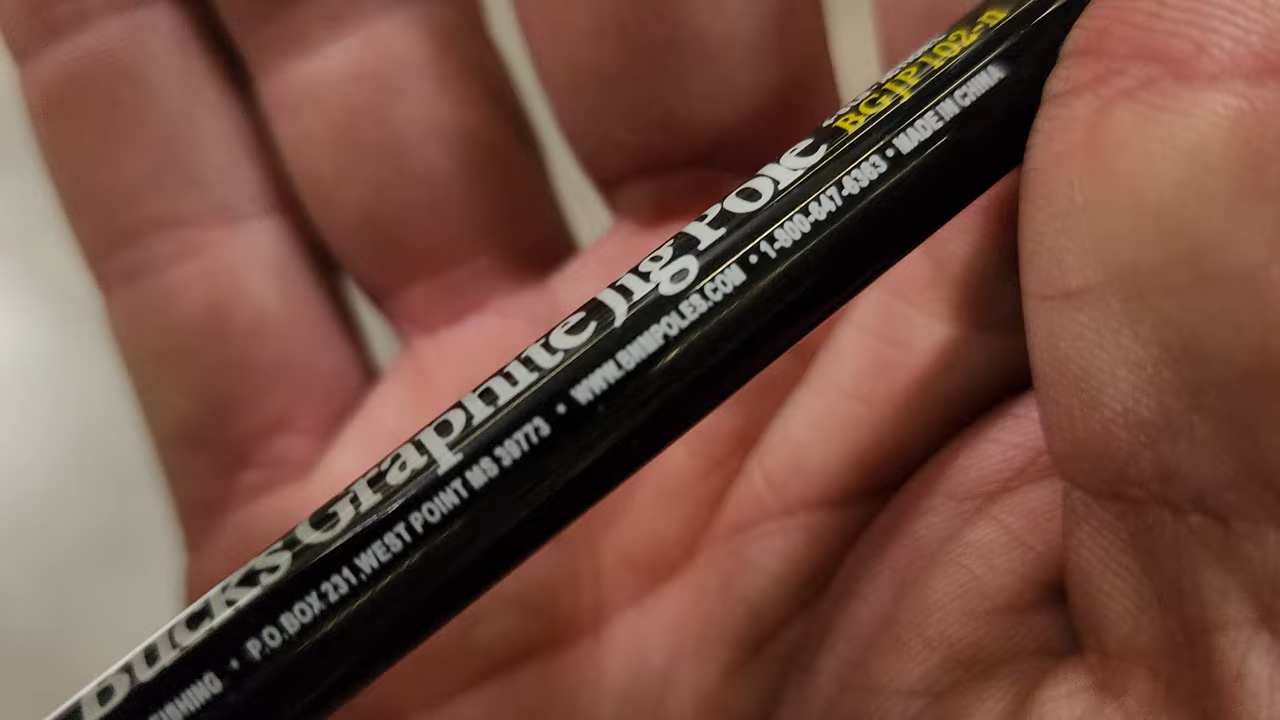 Bucks Graphite Jig Pole BGJP102-n
FISHING • P.O.BOX 231,WEST POINT MS 39773 • WWW.BNMPOLES.COM • 1-800-647-6363 • MADE IN CHINA